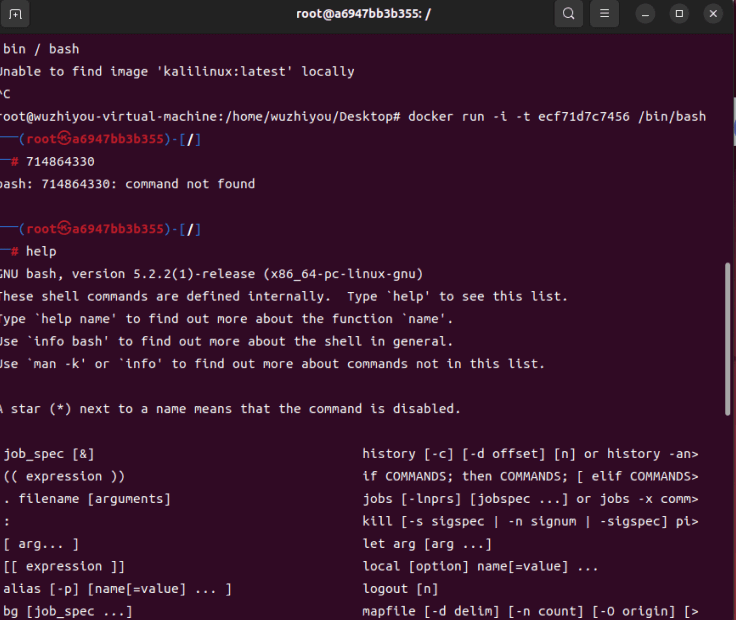 root@a6947bb3b355: /
bin / bash
Unable to find image 'kalilinux:latest' locally
^C
root@wuzhiyou-virtual-machine:/home/wuzhiyou/Desktop# docker run -i -t ecf71d7c7456 /bin/bash
──(root㉿a6947bb3b355)-[/]
─# 714864330
bash: 714864330: command not found
──(root㉿a6947bb3b355)-[/]
─# help
GNU bash, version 5.2.2(1)-release (x86_64-pc-linux-gnu)
These shell commands are defined internally.  Type `help' to see this list.
Type `help name' to find out more about the function `name'.
Use `info bash' to find out more about the shell in general.
Use `man -k' or `info' to find out more about commands not in this list.
A star (*) next to a name means that the command is disabled.
job_spec [&] history [-c] [-d offset] [n] or history -an>
(( expression )) if COMMANDS; then COMMANDS; [ elif COMMANDS>
. filename [arguments] jobs [-lnprs] [jobspec ...] or jobs -x comm>
: kill [-s sigspec | -n signum | -sigspec] pi>
[ arg... ] let arg [arg ...]
[[ expression ]] local [option] name[=value] ...
alias [-p] [name[=value] ... ] logout [n]
bg [job_spec ...] mapfile [-d delim] [-n count] [-O origin] [>